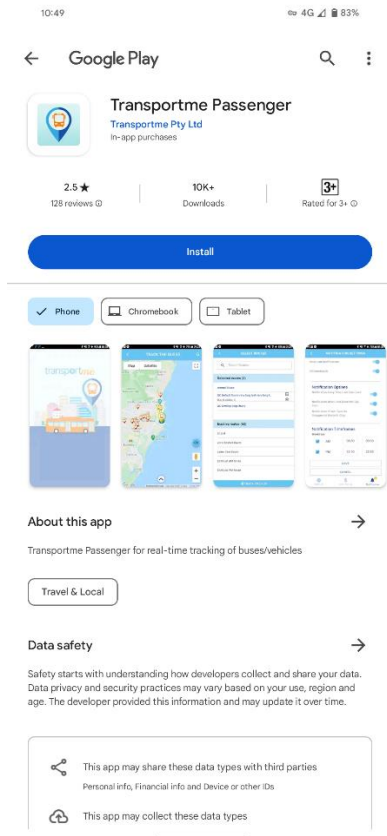 10:49
4G 83%
Google Play
Transportme Passenger
Transportme Pty Ltd
In-app purchases
2.5★
128 reviews
10K+
Downloads
3+
Rated for 3+
Install
Phone
Chromebook
Tablet
transportme
Map Satellite
Notification Options
About this app
Transportme Passenger for real-time tracking of buses/vehicles
Travel & Local
Data safety
Safety starts with understanding how developers collect and share your data.
Data privacy and security practices may vary based on your use, region and
age. The developer provided this information and may update it over time.
This app may share these data types with third parties
Personal info, Financial info and Device or other IDs
This app may collect these data types